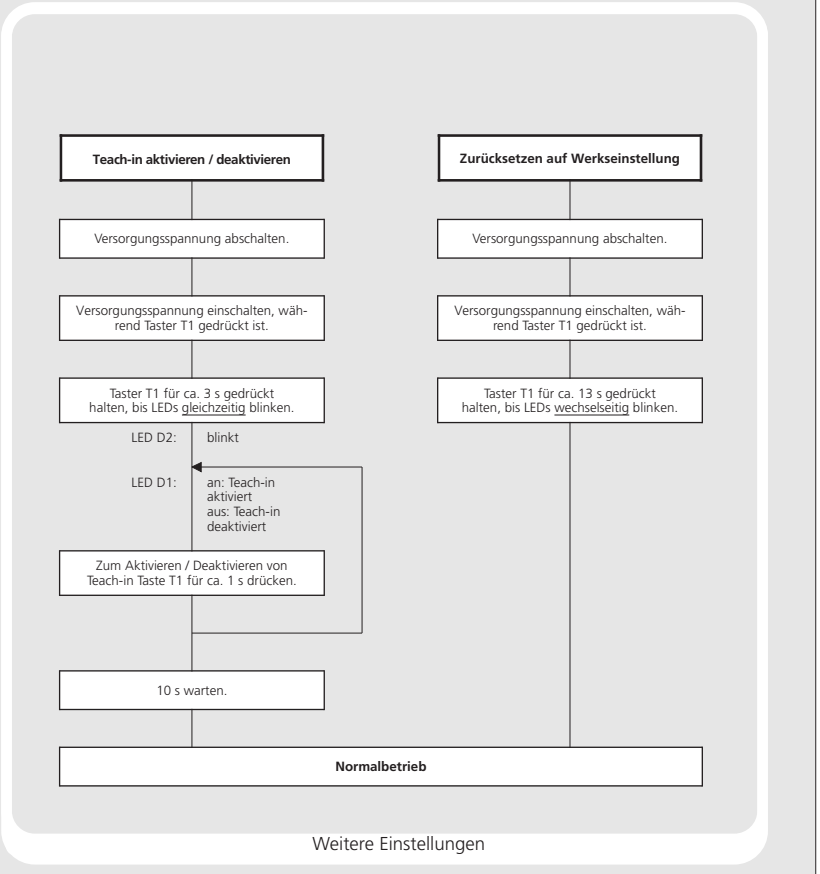 Teach-in aktivieren / deaktivieren
Versorgungsspannung abschalten.
Versorgungsspannung einschalten, wäh-
rend Taster T1 gedrückt ist.
Taster T1 für ca. 3 s gedrückt
halten, bis LEDs gleichzeitig blinken.
LED D2: blinkt
LED D1: an: Teach-in
aktiviert
aus: Teach-in
deaktiviert
Zum Aktivieren / Deaktivieren von
Teach-in Taste T1 für ca. 1 s drücken.
10 s warten.
Zurücksetzen auf Werkseinstellung
Versorgungsspannung abschalten.
Versorgungsspannung einschalten, wäh-
rend Taster T1 gedrückt ist.
Taster T1 für ca. 13 s gedrückt
halten, bis LEDs wechselseitig blinken.
Normalbetrieb
Weitere Einstellungen